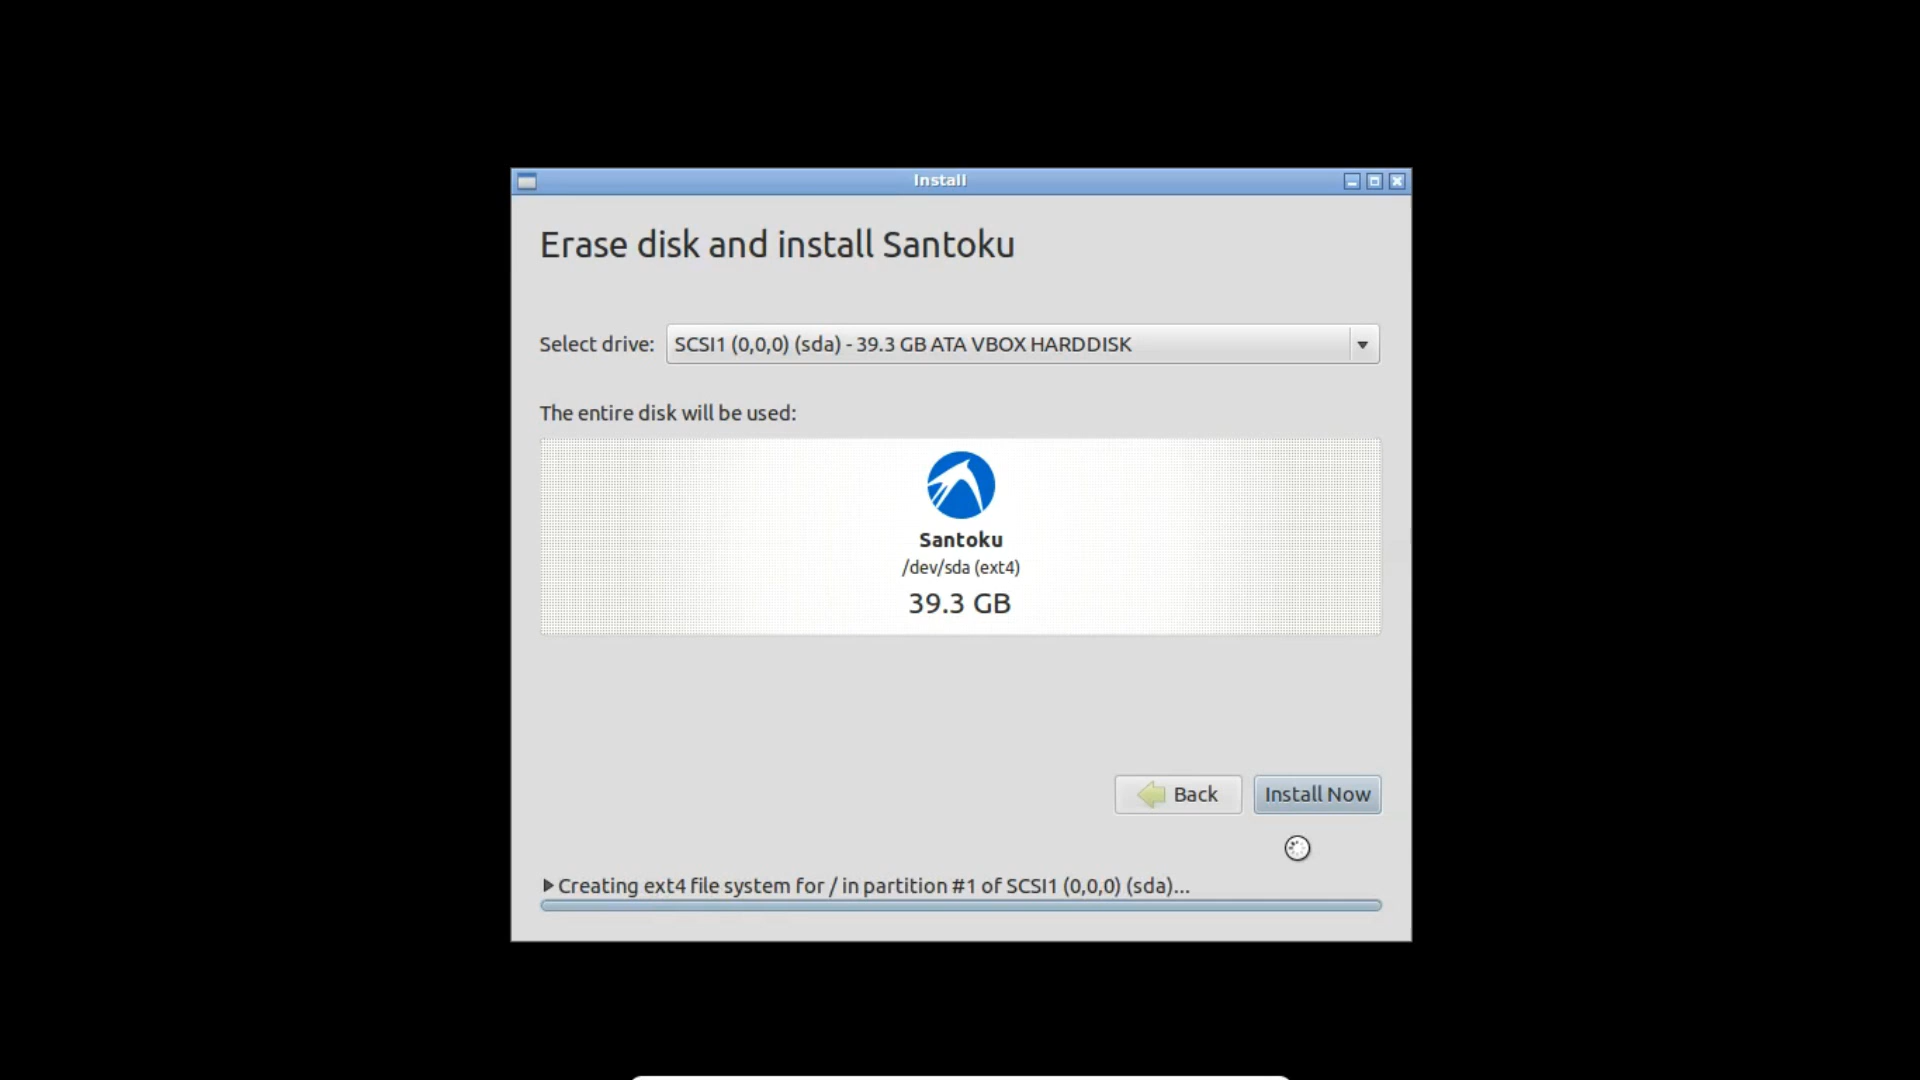 Install
Erase disk and install Santoku
Select drive: SCSI1 (0,0,0) (sda) - 39.3 GB ATA VBOX HARDDISK
The entire disk will be used:
Santoku
/dev/sda (ext4)
39.3 GB
Back Install Now
Creating ext4 file system for / in partition #1 of SCSI1 (0,0,0) (sda)...